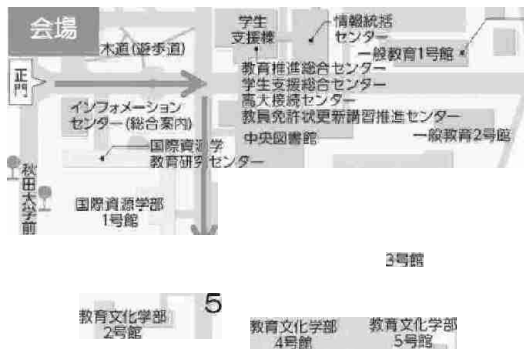 会場
学生
支援棟
情報統括
センター
木道(遊歩道)
一般教育1号館
正門
教育推進総合センター
学生支援総合センター
高大接続センター
教員免許状更新講習推進センター
インフォメーション
センター(総合案内)
中央図書館
一般教育2号館
国際資源学
教育研究センター
秋田大学前
国際資源学部
1号館
3号館
5
教育文化学部
2号館
教育文化学部
4号館
教育文化学部
5号館